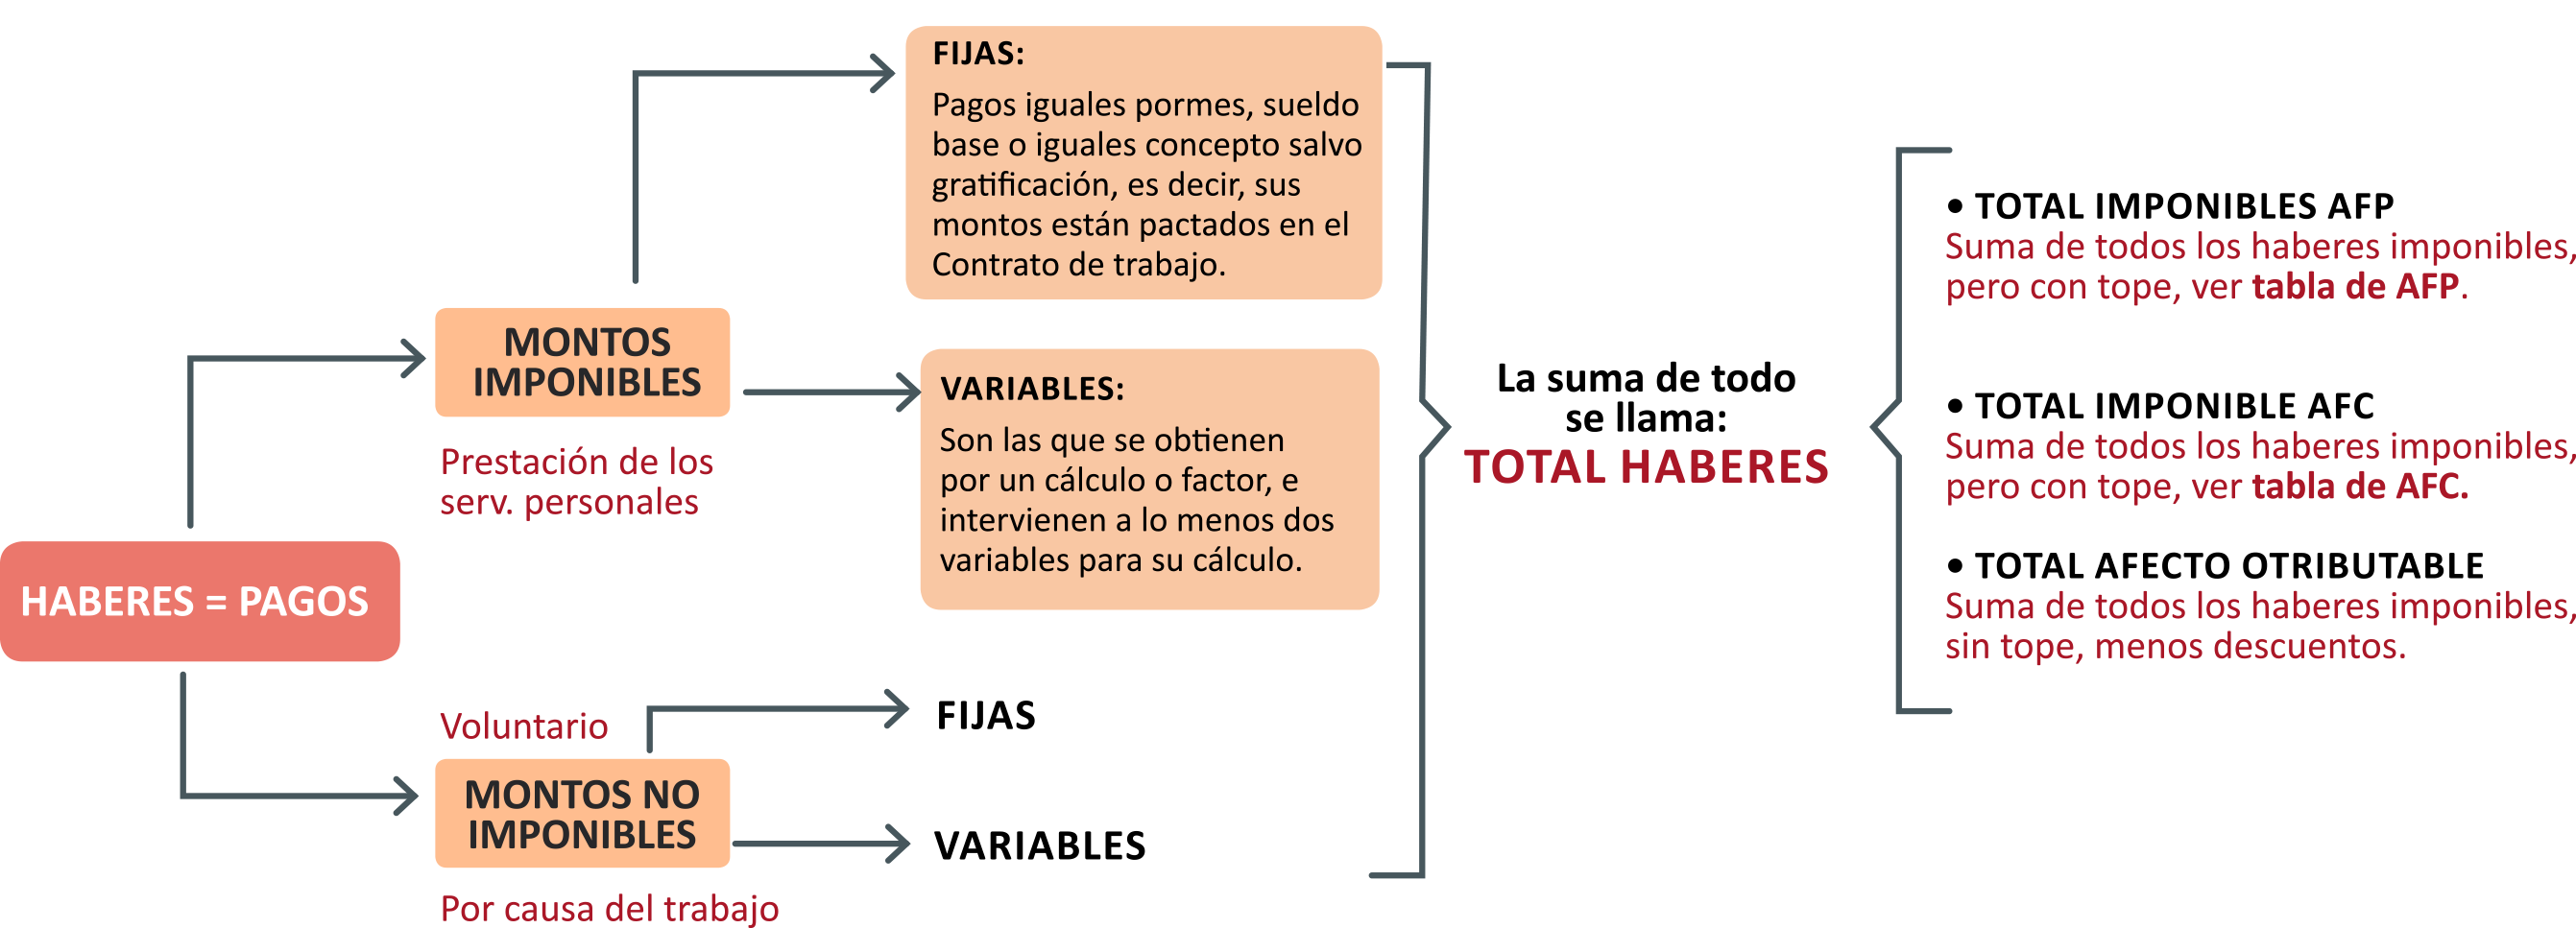 HABERES = PAGOS
MONTOS
IMPONIBLES
Prestación de los
serv. personales
Voluntario
MONTOS NO
IMPONIBLES
Por causa del trabajo
FIJAS:
Pagos iguales pormes, sueldo
base o iguales concepto salvo
gratificación, es decir, sus
montos están pactados en el
Contrato de trabajo.
VARIABLES:
Son las que se obtienen
por un cálculo o factor, e
intervienen a lo menos dos
variables para su cálculo.
FIJAS
VARIABLES
La suma de todo
se llama:
TOTAL HABERES
• TOTAL IMPONIBLES AFP
Suma de todos los haberes imponibles,
pero con tope, ver tabla de AFP.
• TOTAL IMPONIBLE AFC
Suma de todos los haberes imponibles,
pero con tope, ver tabla de AFC.
• TOTAL AFECTO OTRIBUTABLE
Suma de todos los haberes imponibles,
sin tope, menos descuentos.